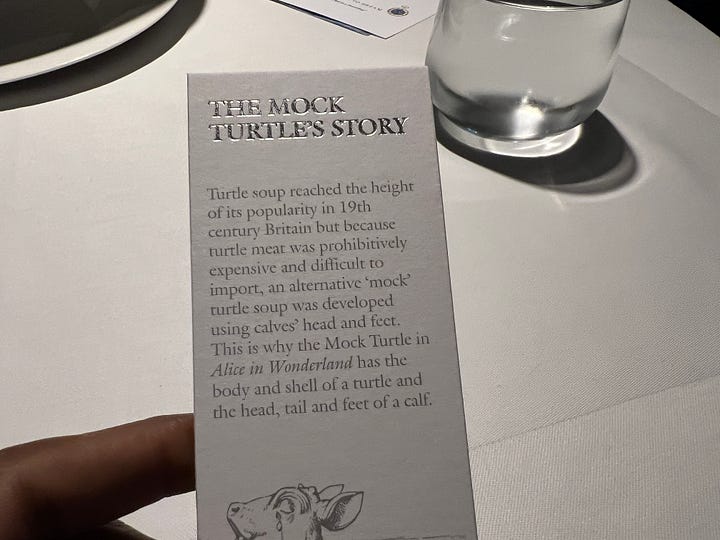 THE MOCK
TURTLE'S STORY
Turtle soup reached the height
of its popularity in 19th
century Britain but because
turtle meat was prohibitively
expensive and difficult to
import, an alternative ‘mock’
turtle soup was developed
using calves’ head and feet.
This is why the Mock Turtle in
Alice in Wonderland has the
body and shell of a turtle and
the head, tail and feet of a calf.